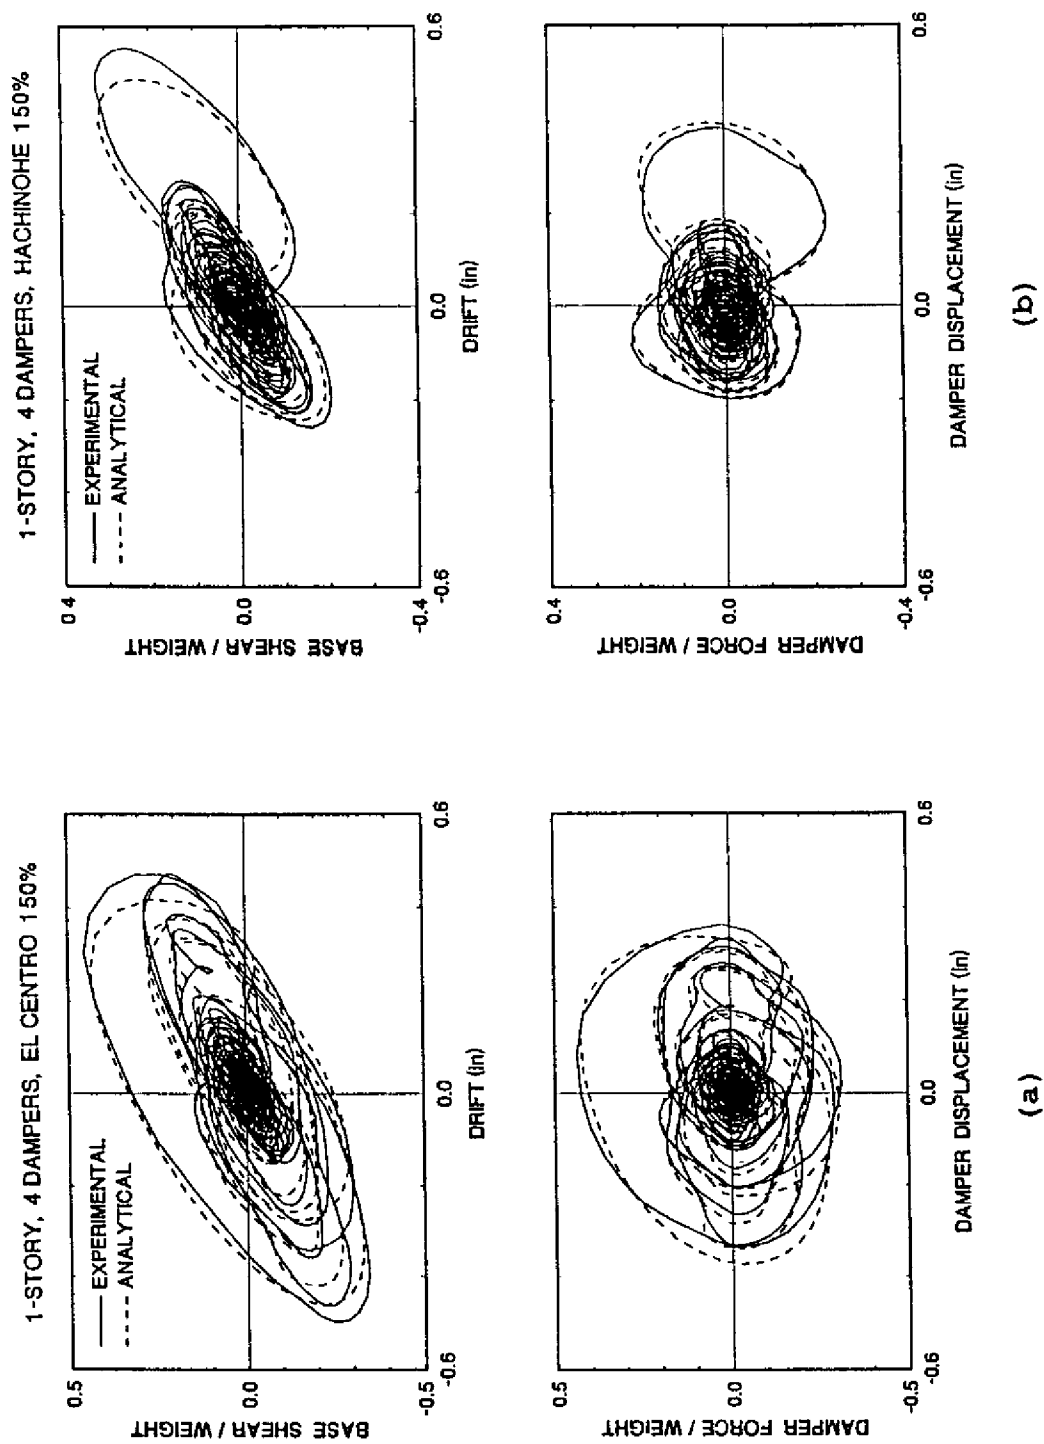 1-STORY, 4 DAMPERS, EL CENTRO 150%
EXPERIMENTAL
ANALYTICAL
BASE SHEAR / WEIGHT
0.5
0.0
-0.5
-0.6
0.0
0.6
DRIFT (in)
DAMPER FORCE / WEIGHT
0.5
0.0
-0.5
-0.6
0.0
0.6
DAMPER DISPLACEMENT (in)
(a)
1-STORY, 4 DAMPERS, HACHINOHE 150%
EXPERIMENTAL
ANALYTICAL
BASE SHEAR / WEIGHT
0.4
0.0
-0.4
-0.6
0.0
0.6
DRIFT (in)
DAMPER FORCE / WEIGHT
0.4
0.0
-0.4
-0.6
0.0
0.6
DAMPER DISPLACEMENT (in)
(b)